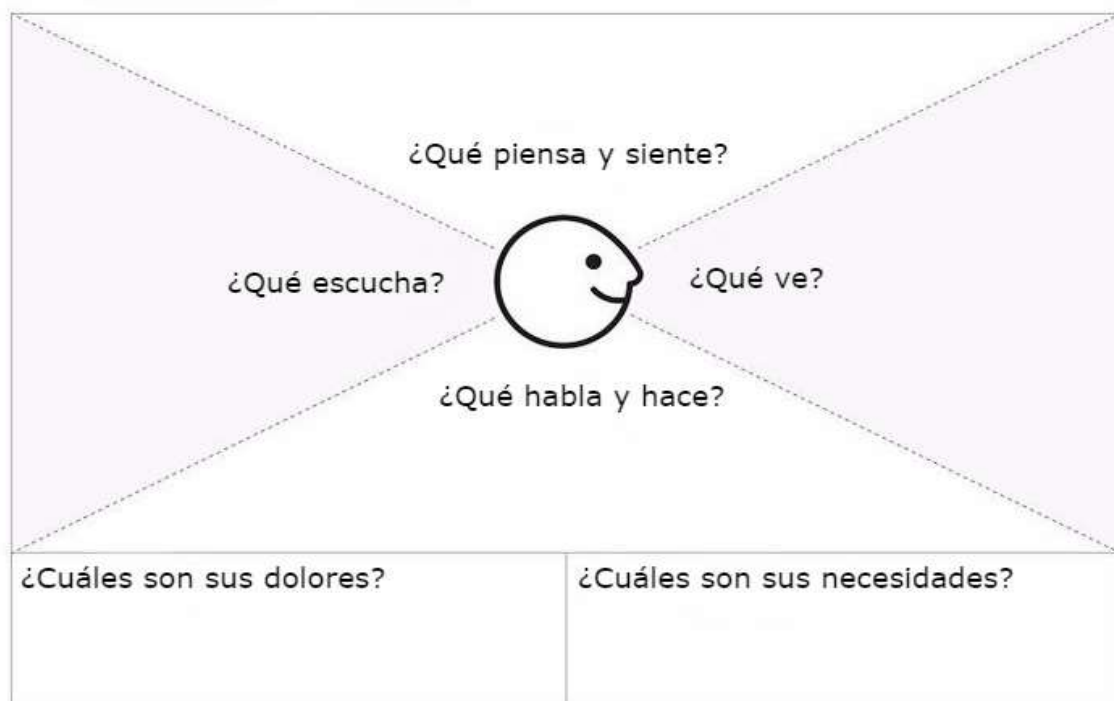 ¿Qué piensa y siente?
¿Qué escucha?
¿Qué ve?
¿Qué habla y hace?
¿Cuáles son sus dolores?
¿Cuáles son sus necesidades?